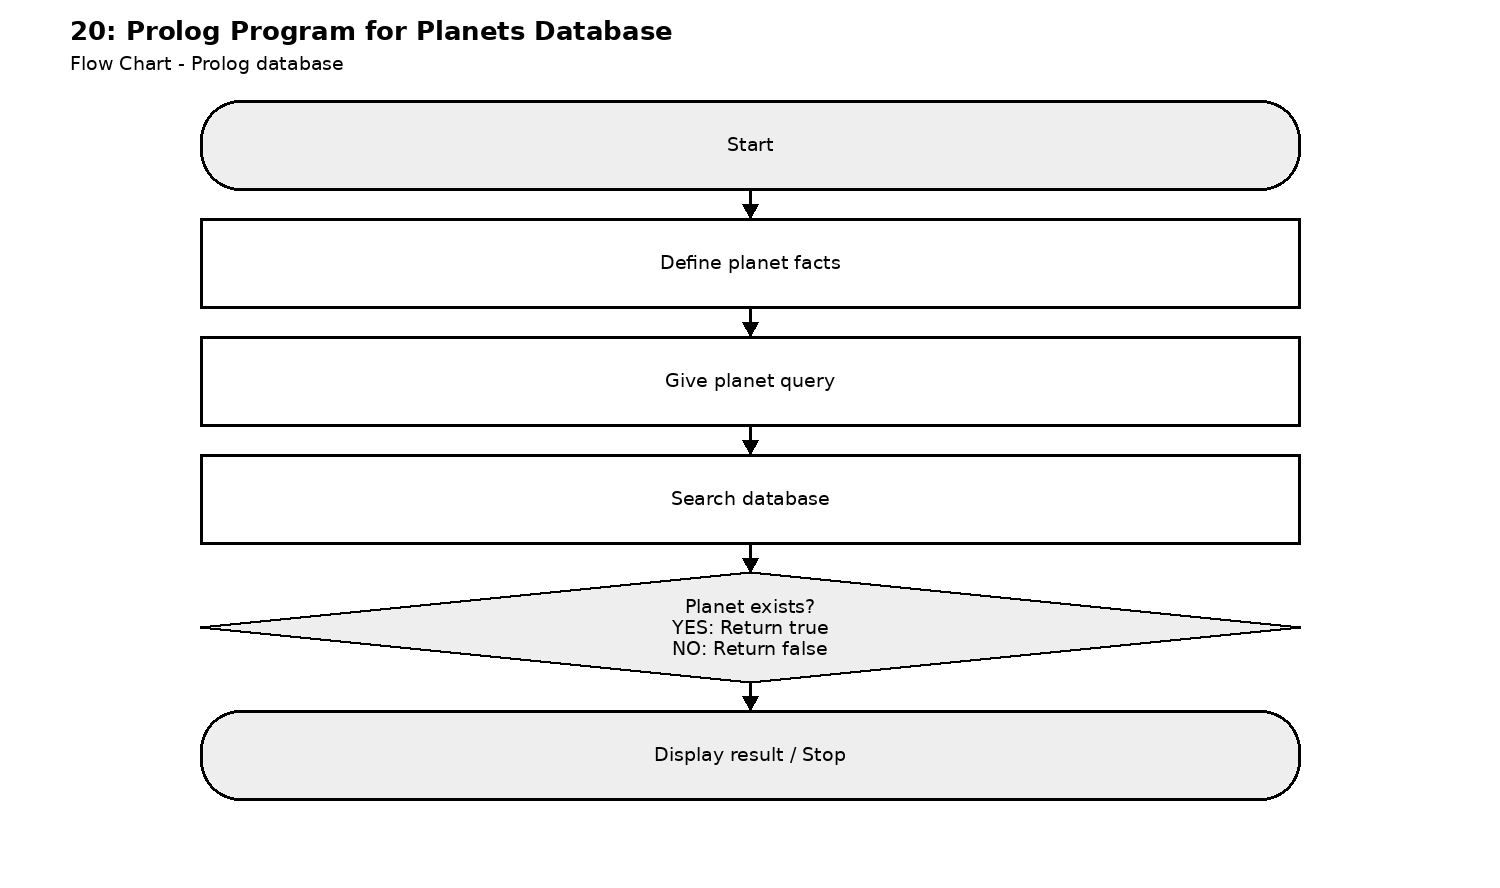 20: Prolog Program for Planets Database
Flow Chart - Prolog database
Start
Define planet facts
Give planet query
Search database
Planet exists?
YES: Return true
NO: Return false
Display result / Stop